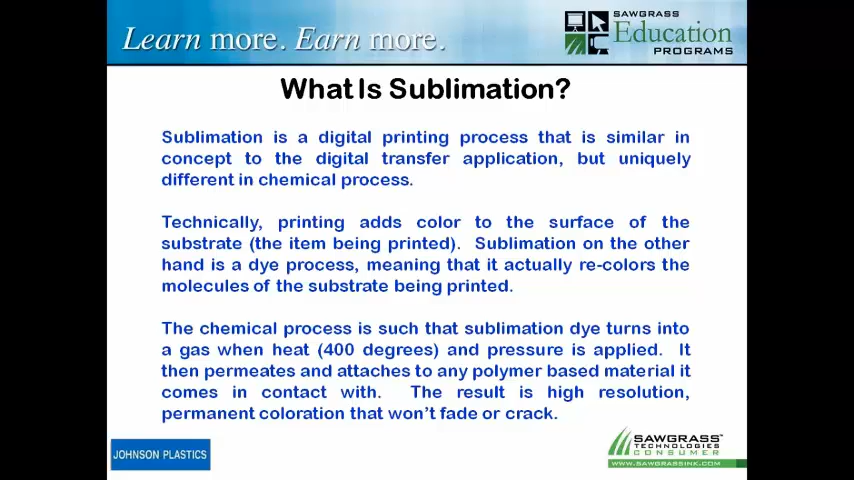 Learn more. Earn more.
SAWGRASS
Education
PROGRAMS
What Is Sublimation?
Sublimation is a digital printing process that is similar in
concept to the digital transfer application, but uniquely
different in chemical process.
Technically, printing adds color to the surface of the
substrate (the item being printed). Sublimation on the other
hand is a dye process, meaning that it actually re-colors the
molecules of the substrate being printed.
The chemical process is such that sublimation dye turns into
a gas when heat (400 degrees) and pressure is applied. It
then permeates and attaches to any polymer based material it
comes in contact with. The result is high resolution,
permanent coloration that won't fade or crack.
JOHNSON PLASTICS
SAWGRASS
TECHNOLOGIES
CONSUMER
WWW.SAWGRASSINK.COM